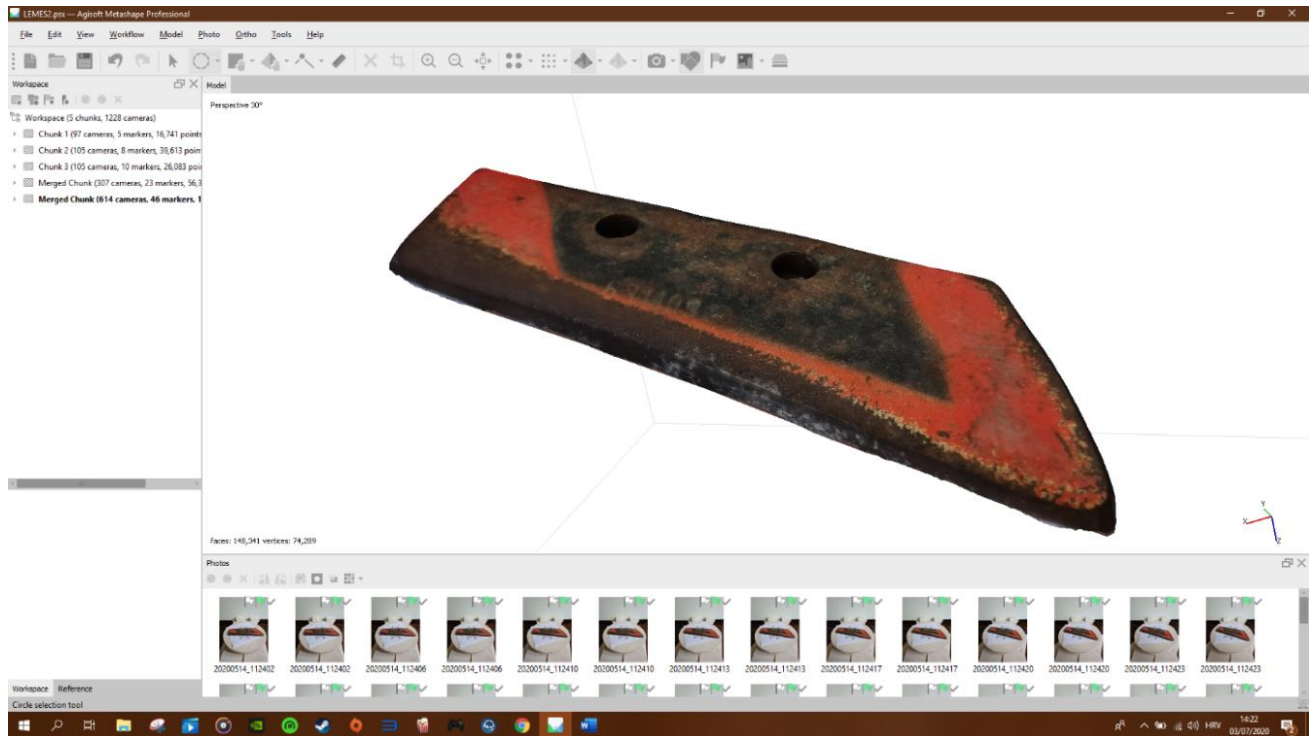 LEMES2.psx — Agisoft Metashape Professional
File Edit View Workflow Model Photo Ortho Tools Help
Workspace
Model
Workspace (5 chunks, 1228 cameras)
Chunk 1 (97 cameras, 5 markers, 16,741 points
Chunk 2 (105 cameras, 8 markers, 39,613 poin
Chunk 3 (105 cameras, 10 markers, 26,083 poi
Merged Chunk (307 cameras, 23 markers, 56,3
Merged Chunk (614 cameras, 46 markers, 1
Perspective 30°
X Y Z
Faces: 148,341 vertices: 74,289
Photos
20200514_112402 20200514_112402 20200514_112406 20200514_112406 20200514_112410 20200514_112410 20200514_112413 20200514_112413 20200514_112417 20200514_112417 20200514_112420 20200514_112420 20200514_112423 20200514_112423
Workspace Reference
Circle selection tool
HRV
14:22
03/07/2020